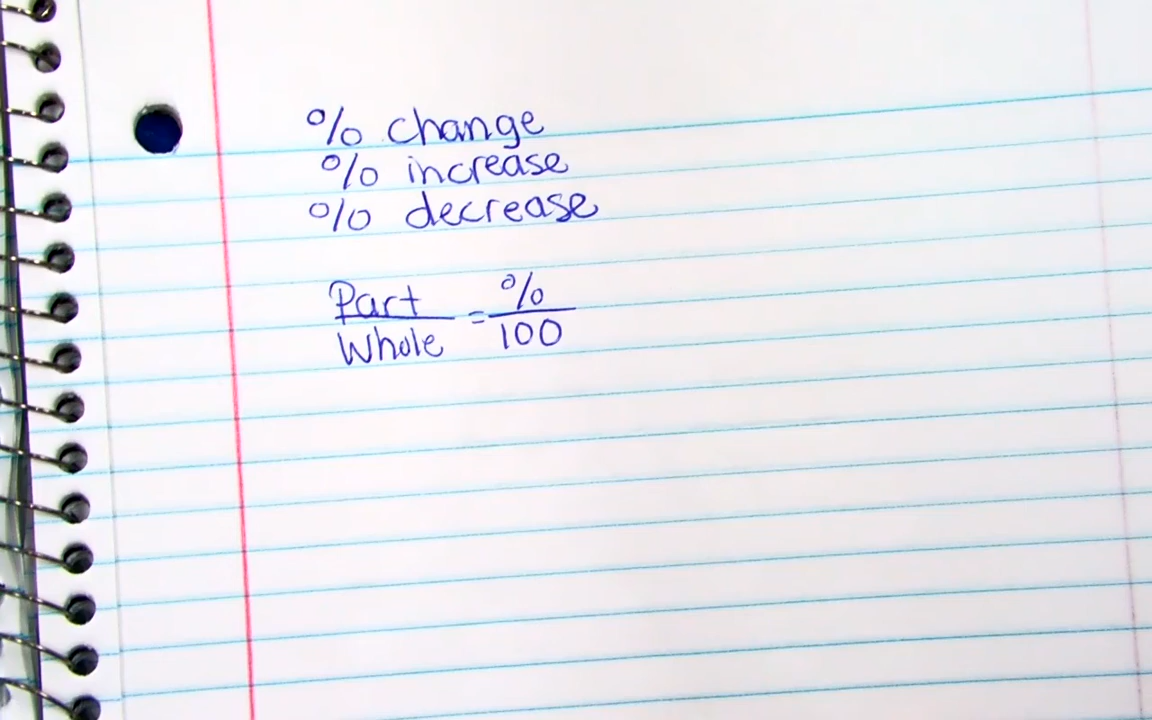 % change
% increase
% decrease
Part = %
Whole 100